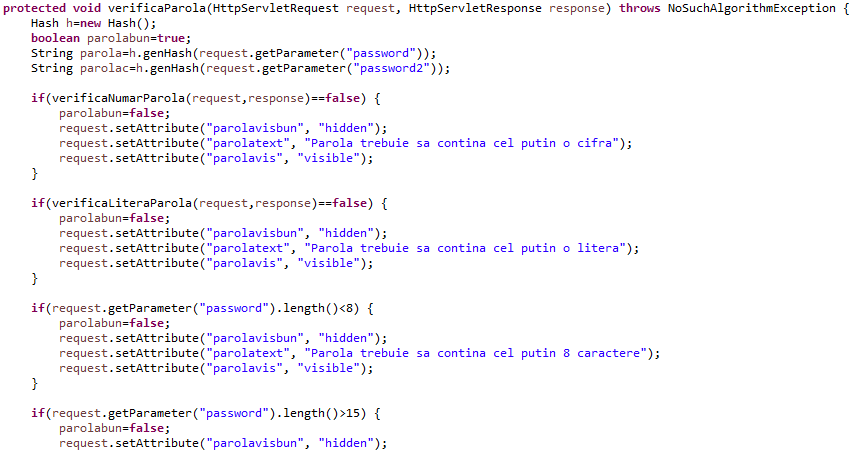 protected void verificaParola(HttpServletRequest request, HttpServletResponse response) throws NoSuchAlgorithmException {
    Hash h=new Hash();
    boolean parolabun=true;
    String parola=h.genHash(request.getParameter("password"));
    String parolac=h.genHash(request.getParameter("password2"));

    if(verificaNumarParola(request,response)==false) {
        parolabun=false;
        request.setAttribute("parolavisbun", "hidden");
        request.setAttribute("parolatext", "Parola trebuie sa contina cel putin o cifra");
        request.setAttribute("parolavis", "visible");
    }

    if(verificaLiteraParola(request,response)==false) {
        parolabun=false;
        request.setAttribute("parolavisbun", "hidden");
        request.setAttribute("parolatext", "Parola trebuie sa contina cel putin o litera");
        request.setAttribute("parolavis", "visible");
    }

    if(request.getParameter("password").length()<8) {
        parolabun=false;
        request.setAttribute("parolavisbun", "hidden");
        request.setAttribute("parolatext", "Parola trebuie sa contina cel putin 8 caractere");
        request.setAttribute("parolavis", "visible");
    }

    if(request.getParameter("password").length()>15) {
        parolabun=false;
        request.setAttribute("parolavisbun", "hidden");